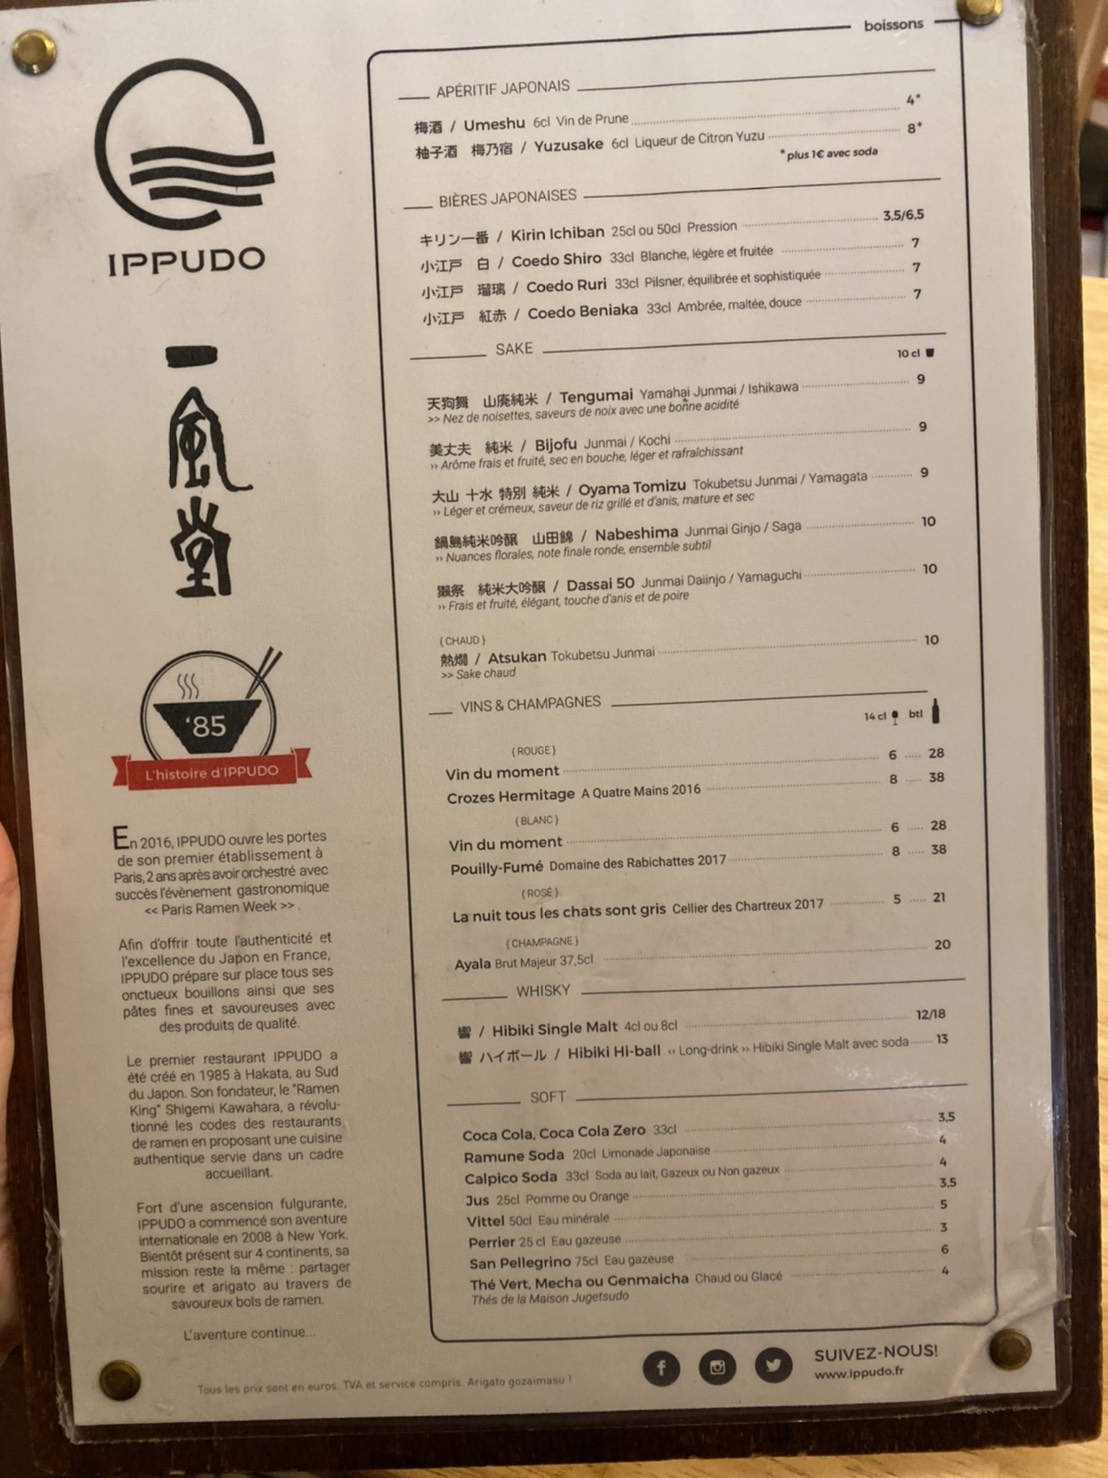 IPPUDO
一風堂
'85
L'histoire d'IPPUDO
En 2016, IPPUDO ouvre les portes
de son premier établissement à
Paris, 2 ans après avoir orchestré avec
succès l'évènement gastronomique
<< Paris Ramen Week >> .
Afin d'offrir toute l'authenticité et
l'excellence du Japon en France,
IPPUDO prépare sur place tous ses
onctueux bouillons ainsi que ses
pâtes fines et savoureuses avec
des produits de qualité.
Le premier restaurant IPPUDO a
été créé en 1985 à Hakata, au Sud
du Japon. Son fondateur, le "Ramen
King" Shigemi Kawahara, a révolu-
tionné les codes des restaurants
de ramen en proposant une cuisine
authentique servie dans un cadre
accueillant.
Fort d'une ascension fulgurante,
IPPUDO a commencé son aventure
internationale en 2008 à New York.
Bientôt présent sur 4 continents, sa
mission reste la même : partager
sourire et arigato au travers de
savoureux bols de ramen.
L'aventure continue...
boissons
APÉRITIF JAPONAIS
梅酒 / Umeshu 6cl Vin de Prune 4*
柚子酒 梅乃宿 / Yuzusake 6cl Liqueur de Citron Yuzu 8*
*plus 1€ avec soda
BIÈRES JAPONAISES
キリン一番 / Kirin Ichiban 25cl ou 50cl Pression 3,5/6,5
小江戸 白 / Coedo Shiro 33cl Blanche, légère et fruitée 7
小江戸 瑠璃 / Coedo Ruri 33cl Pilsner, équilibrée et sophistiquée 7
小江戸 紅赤 / Coedo Beniaka 33cl Ambrée, maltée, douce 7
SAKE
10 cl
天狗舞 山廃純米 / Tengumai Yamahai Junmai / Ishikawa 9
>> Nez de noisettes, saveurs de noix avec une bonne acidité
美丈夫 純米 / Bijofu Junmai / Kochi 9
>> Arôme frais et fruité, sec en bouche, léger et rafraîchissant
大山 十水 特別 純米 / Oyama Tomizu Tokubetsu Junmai / Yamagata 9
>> Léger et crémeux, saveur de riz grillé et d'anis, mature et sec
鍋島純米吟醸 山田錦 / Nabeshima Junmai Ginjo / Saga 10
>> Nuances florales, note finale ronde, ensemble subtil
獺祭 純米大吟醸 / Dassai 50 Junmai Daiinjo / Yamaguchi 10
>> Frais et fruité, élégant, touche d'anis et de poire
{CHAUD}
熱燗 / Atsukan Tokubetsu Junmai 10
>> Sake chaud
VINS & CHAMPAGNES
14 cl btl
{ROUGE}
Vin du moment 6 28
Crozes Hermitage A Quatre Mains 2016 8 38
{BLANC}
Vin du moment 6 28
Pouilly-Fumé Domaine des Rabichattes 2017 8 38
{ROSÉ}
La nuit tous les chats sont gris Cellier des Chartreux 2017 5 21
{CHAMPAGNE}
Ayala Brut Majeur 37,5cl 20
WHISKY
響 / Hibiki Single Malt 4cl ou 8cl 12/18
響 ハイボール / Hibiki Hi-ball << Long-drink >> Hibiki Single Malt avec soda 13
SOFT
Coca Cola, Coca Cola Zero 33cl 3,5
Ramune Soda 20cl Limonade Japonaise 4
Calpico Soda 33cl Soda au lait, Gazeux ou Non gazeux 4
Jus 25cl Pomme ou Orange 3,5
Vittel 50cl Eau minérale 5
Perrier 25 cl Eau gazeuse 3
San Pellegrino 75cl Eau gazeuse 6
Thé Vert, Mecha ou Genmaicha Chaud ou Glacé 4
Thés de la Maison Jugetsudo
SUIVEZ-NOUS!
www.ippudo.fr
Tous les prix sont en euros. TVA et service compris. Arigato gozaimasu !